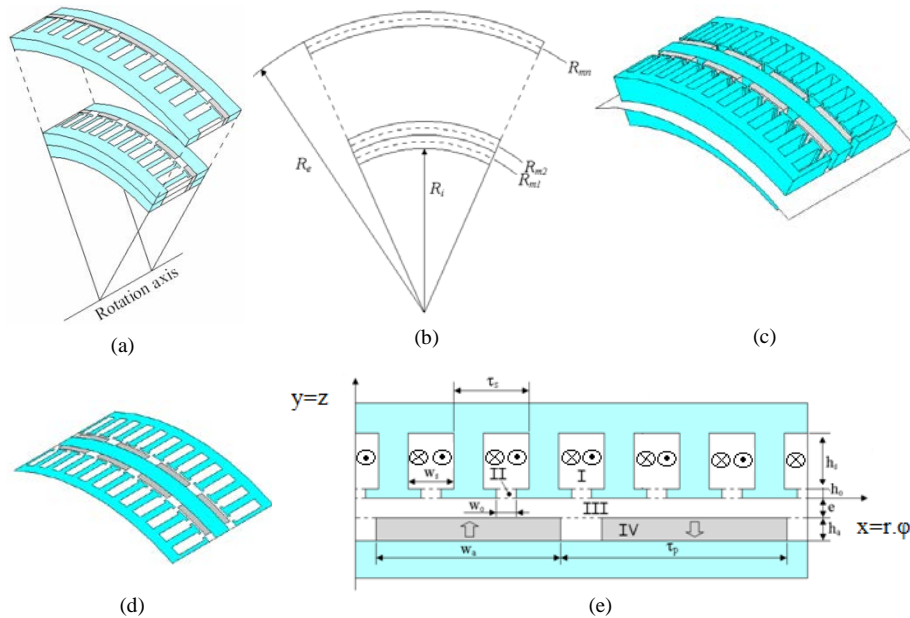 Rotation axis
(a)
R_e
R_i
R_mn
R_m2
R_m1
(b)
(c)
(d)
y=z
τ_s
w_s
II
I
w_o
III
IV
w_a
τ_p
h_s
h_o
e
h_a
x=r.φ
(e)